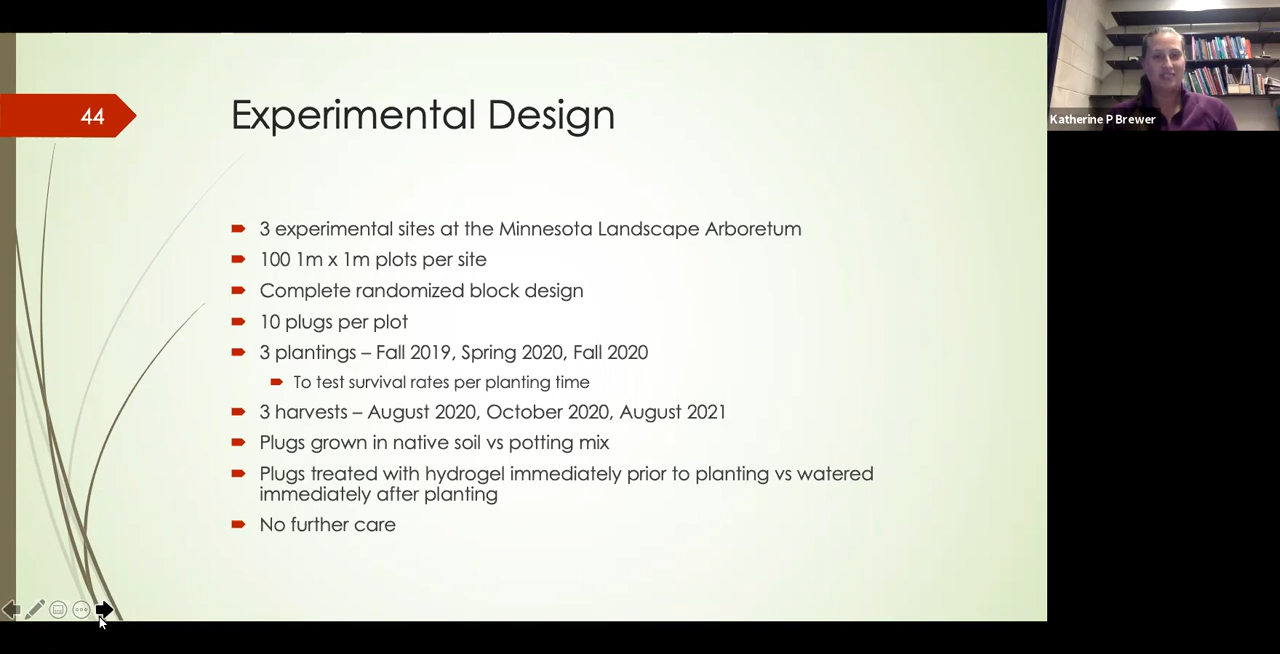 44
Experimental Design
3 experimental sites at the Minnesota Landscape Arboretum
100 1m x 1m plots per site
Complete randomized block design
10 plugs per plot
3 plantings – Fall 2019, Spring 2020, Fall 2020
To test survival rates per planting time
3 harvests – August 2020, October 2020, August 2021
Plugs grown in native soil vs potting mix
Plugs treated with hydrogel immediately prior to planting vs watered
immediately after planting
No further care
Katherine P Brewer